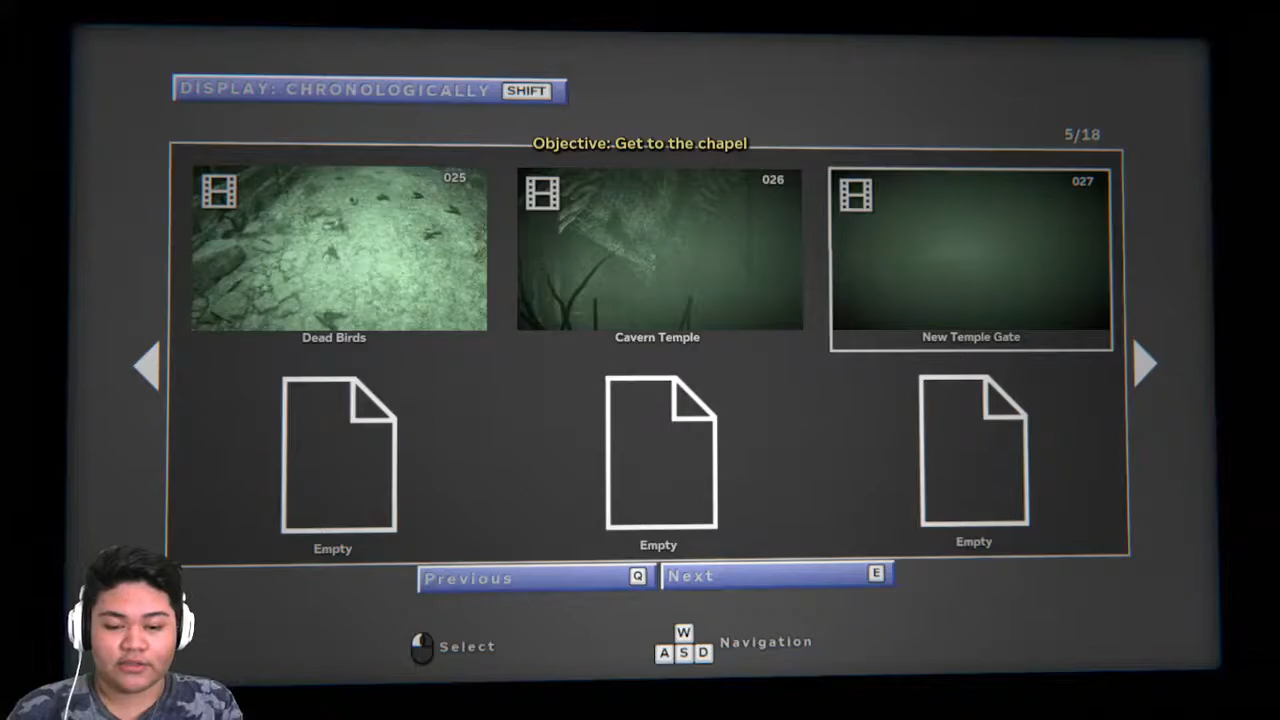 DISPLAY: CHRONOLOGICALLY SHIFT
5/18
Objective: Get to the chapel
025
026
027
Dead Birds
Cavern Temple
New Temple Gate
Empty
Empty
Empty
Previous Q
Next E
Select
W
A S D
Navigation